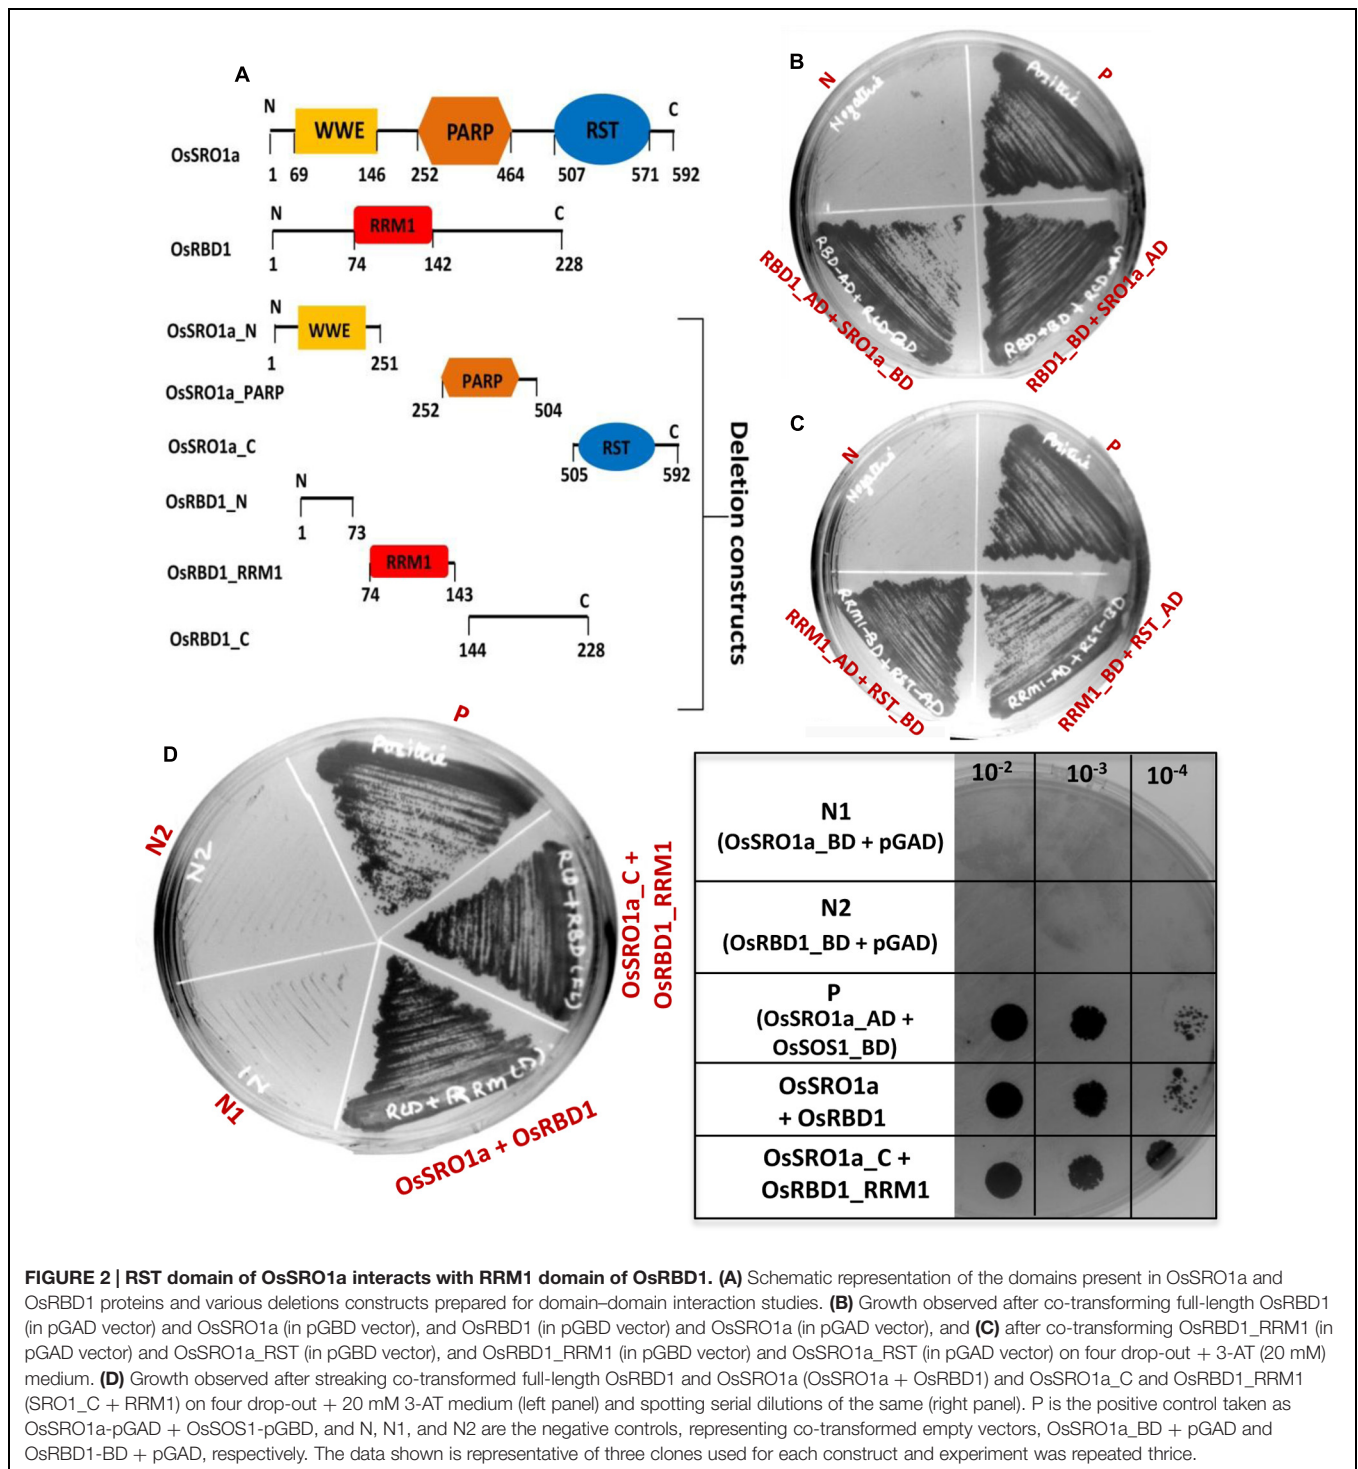 A
N
C
WWE
PARP
RST
OsSRO1a
1 69 146 252 464 507 571 592
N
C
RRM1
OsRBD1
1 74 142 228
N
OsSRO1a_N
WWE
1 251
OsSRO1a_PARP
PARP
252 504
OsSRO1a_C
RST
C
505 592
N
OsRBD1_N
1 73
OsRBD1_RRM1
RRM1
74 143
C
OsRBD1_C
144 228
Deletion constructs
B
N
P
Negative
Positive
RBD-AD + RCD-BD
RBD1_AD + SRO1a_BD
RBD1_BD + SRO1a_AD
C
N
P
Negative
Positive
RRM1-BD + RST-AD
RRM1-AD + RST-BD
RRM1_AD + RST_BD
RRM1_BD + RST_AD
D
P
Positive
N2
N2
OsSRO1a_C +
OsRBD1_RRM1
N1
N1
OsSRO1a + OsRBD1
10-2 10-3 10-4
N1
(OsSRO1a_BD + pGAD)
N2
(OsRBD1_BD + pGAD)
P
(OsSRO1a_AD +
OsSOS1_BD)
OsSRO1a
+ OsRBD1
OsSRO1a_C +
OsRBD1_RRM1
FIGURE 2 | RST domain of OsSRO1a interacts with RRM1 domain of OsRBD1. (A) Schematic representation of the domains present in OsSRO1a and
OsRBD1 proteins and various deletions constructs prepared for domain–domain interaction studies. (B) Growth observed after co-transforming full-length OsRBD1
(in pGAD vector) and OsSRO1a (in pGBD vector), and OsRBD1 (in pGBD vector) and OsSRO1a (in pGAD vector), and (C) after co-transforming OsRBD1_RRM1 (in
pGAD vector) and OsSRO1a_RST (in pGBD vector), and OsRBD1_RRM1 (in pGBD vector) and OsSRO1a_RST (in pGAD vector) on four drop-out + 3-AT (20 mM)
medium. (D) Growth observed after streaking co-transformed full-length OsRBD1 and OsSRO1a (OsSRO1a + OsRBD1) and OsSRO1a_C and OsRBD1_RRM1
(SRO1_C + RRM1) on four drop-out + 20 mM 3-AT medium (left panel) and spotting serial dilutions of the same (right panel). P is the positive control taken as
OsSRO1a-pGAD + OsSOS1-pGBD, and N, N1, and N2 are the negative controls, representing co-transformed empty vectors, OsSRO1a_BD + pGAD and
OsRBD1-BD + pGAD, respectively. The data shown is representative of three clones used for each construct and experiment was repeated thrice.